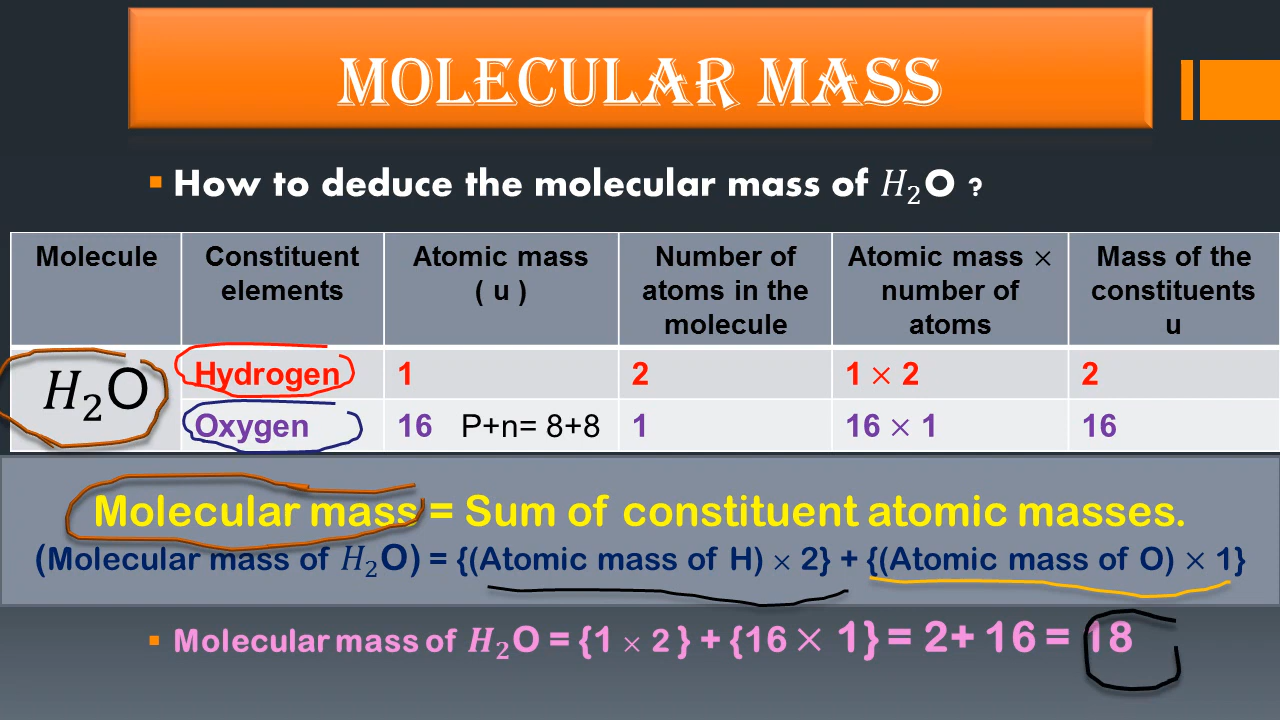 MOLECULAR MASS
▪ How to deduce the molecular mass of H₂O ?
Molecule
Constituent
elements
Atomic mass
( u )
Number of
atoms in the
molecule
Atomic mass ×
number of
atoms
Mass of the
constituents
u
H₂O
Hydrogen 1 2 1 × 2 2
Oxygen 16 P+n= 8+8 1 16 × 1 16
Molecular mass = Sum of constituent atomic masses.
(Molecular mass of H₂O) = {(Atomic mass of H) × 2} + {(Atomic mass of O) × 1}
▪ Molecular mass of H₂O = {1 × 2 } + {16 × 1} = 2+ 16 = 18